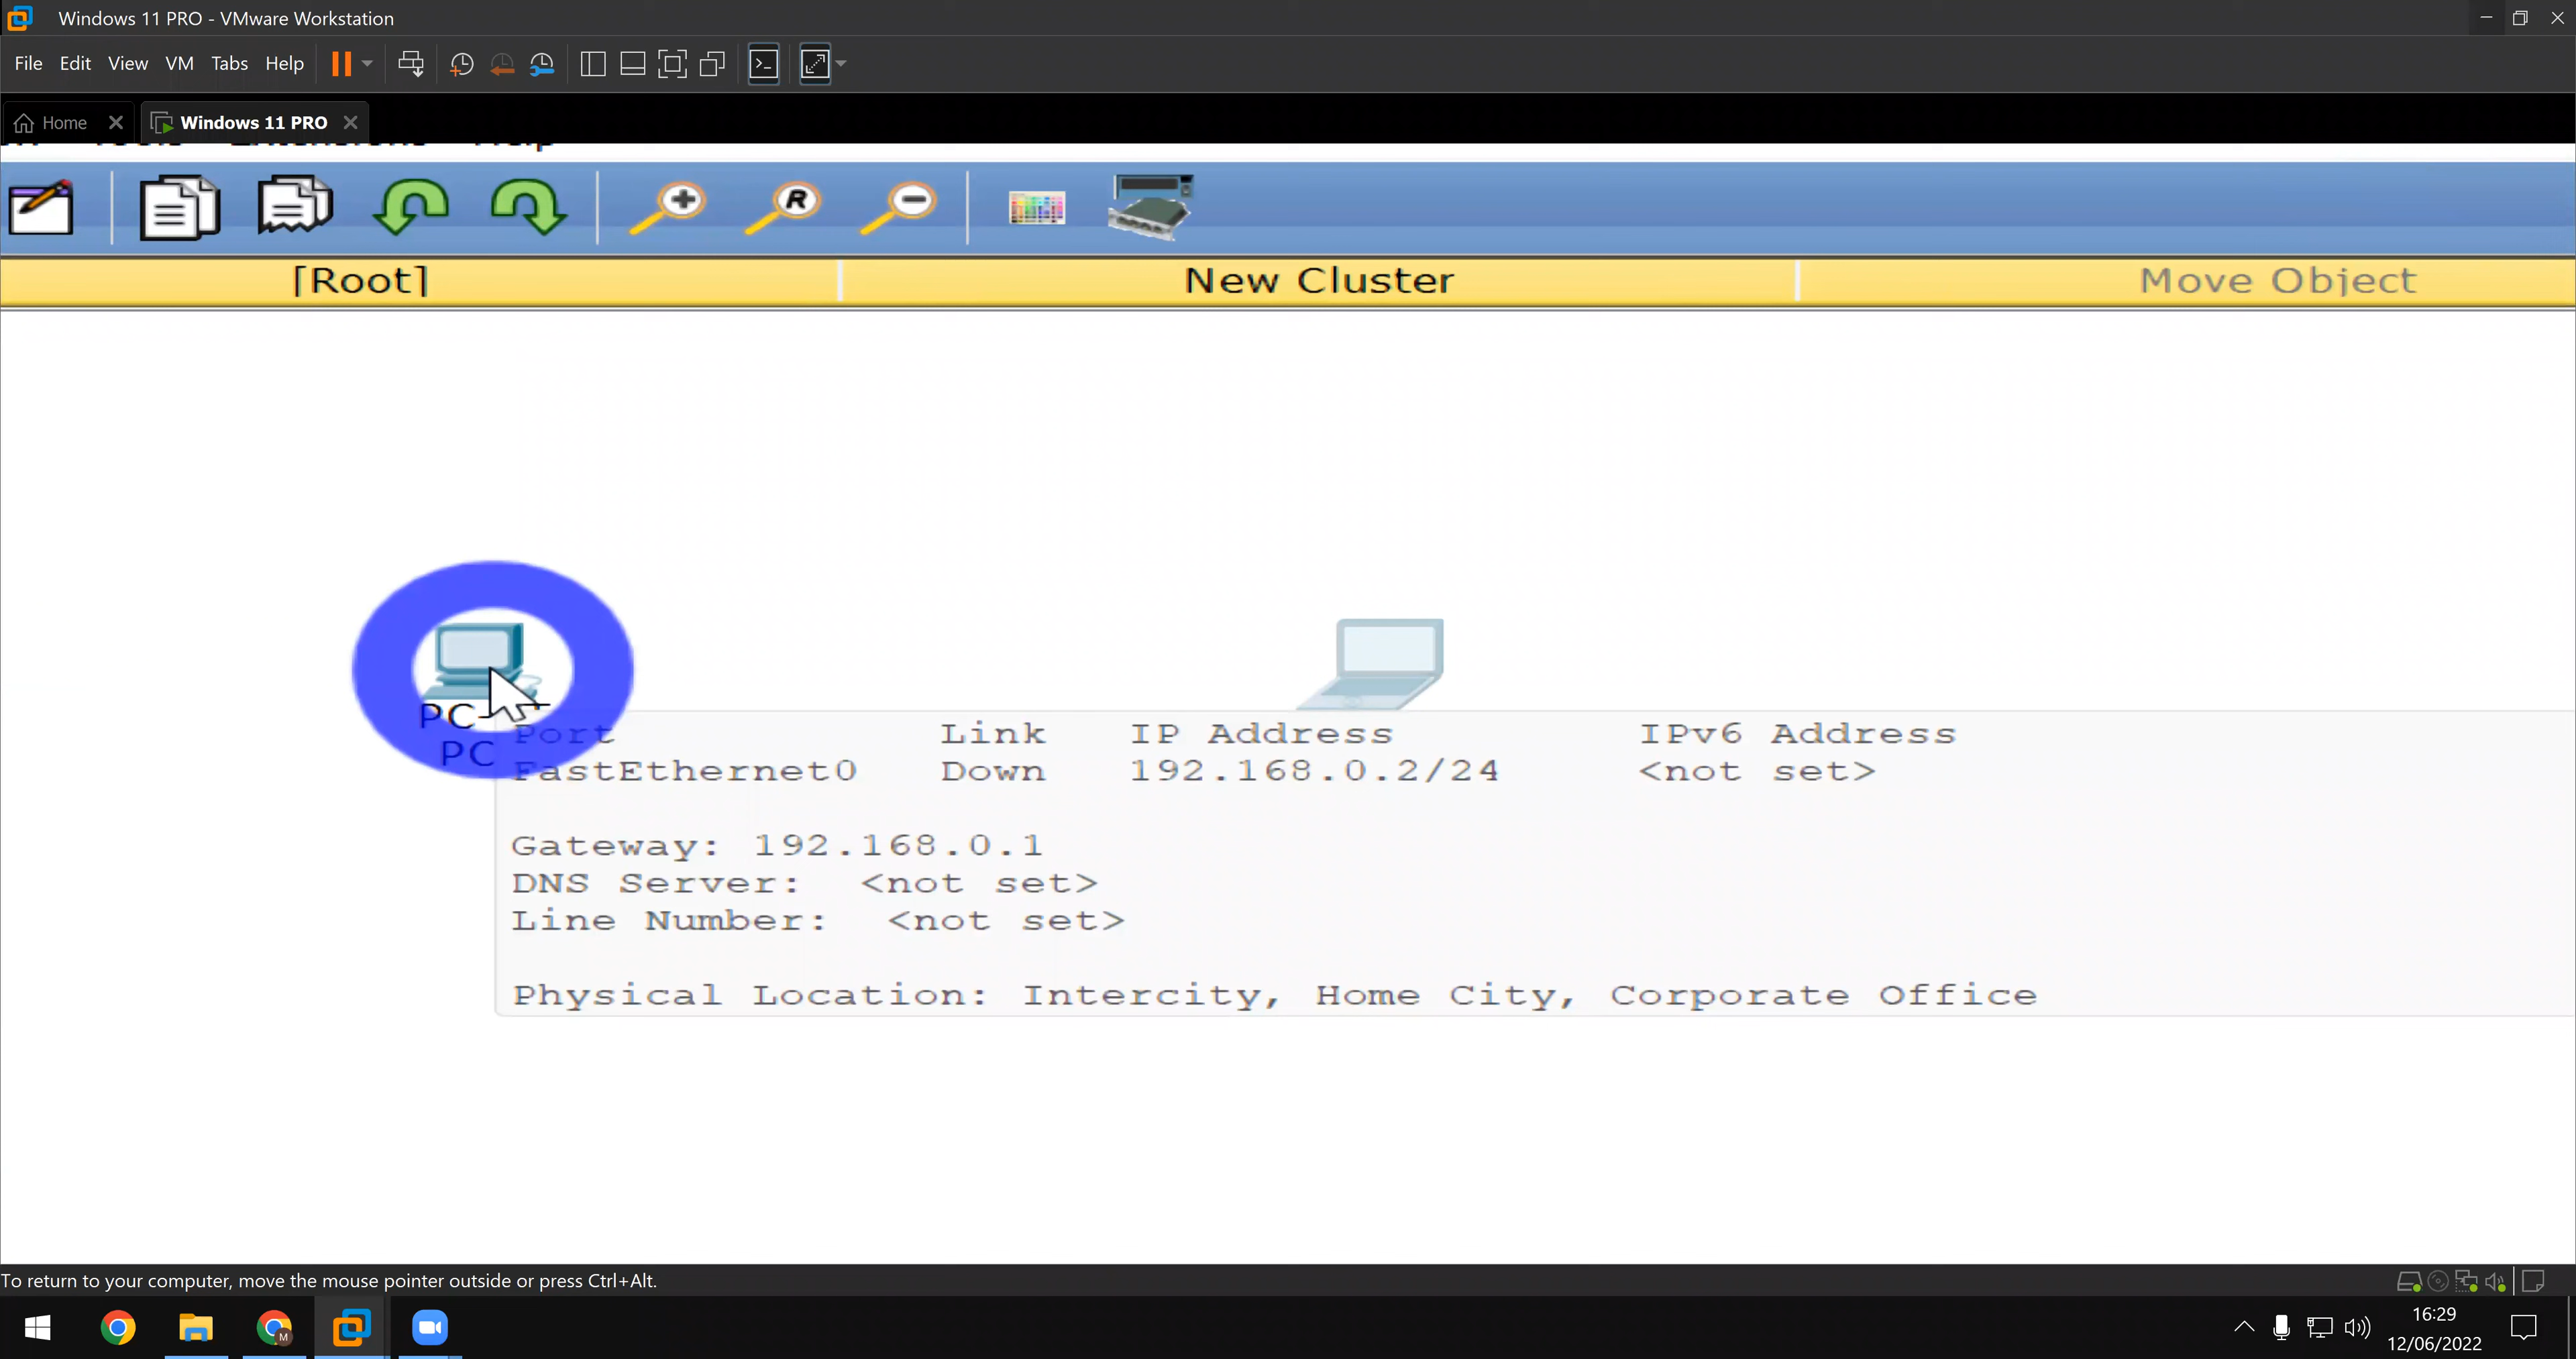 Windows 11 PRO - VMware Workstation
File Edit View VM Tabs Help
Home Windows 11 PRO
Tools Extensions Help
R
[Root] New Cluster Move Object
PC-
PC
Port Link IP Address IPv6 Address
FastEthernet0 Down 192.168.0.2/24 <not set>
Gateway: 192.168.0.1
DNS Server: <not set>
Line Number: <not set>
Physical Location: Intercity, Home City, Corporate Office
To return to your computer, move the mouse pointer outside or press Ctrl+Alt.
M
16:29
12/06/2022